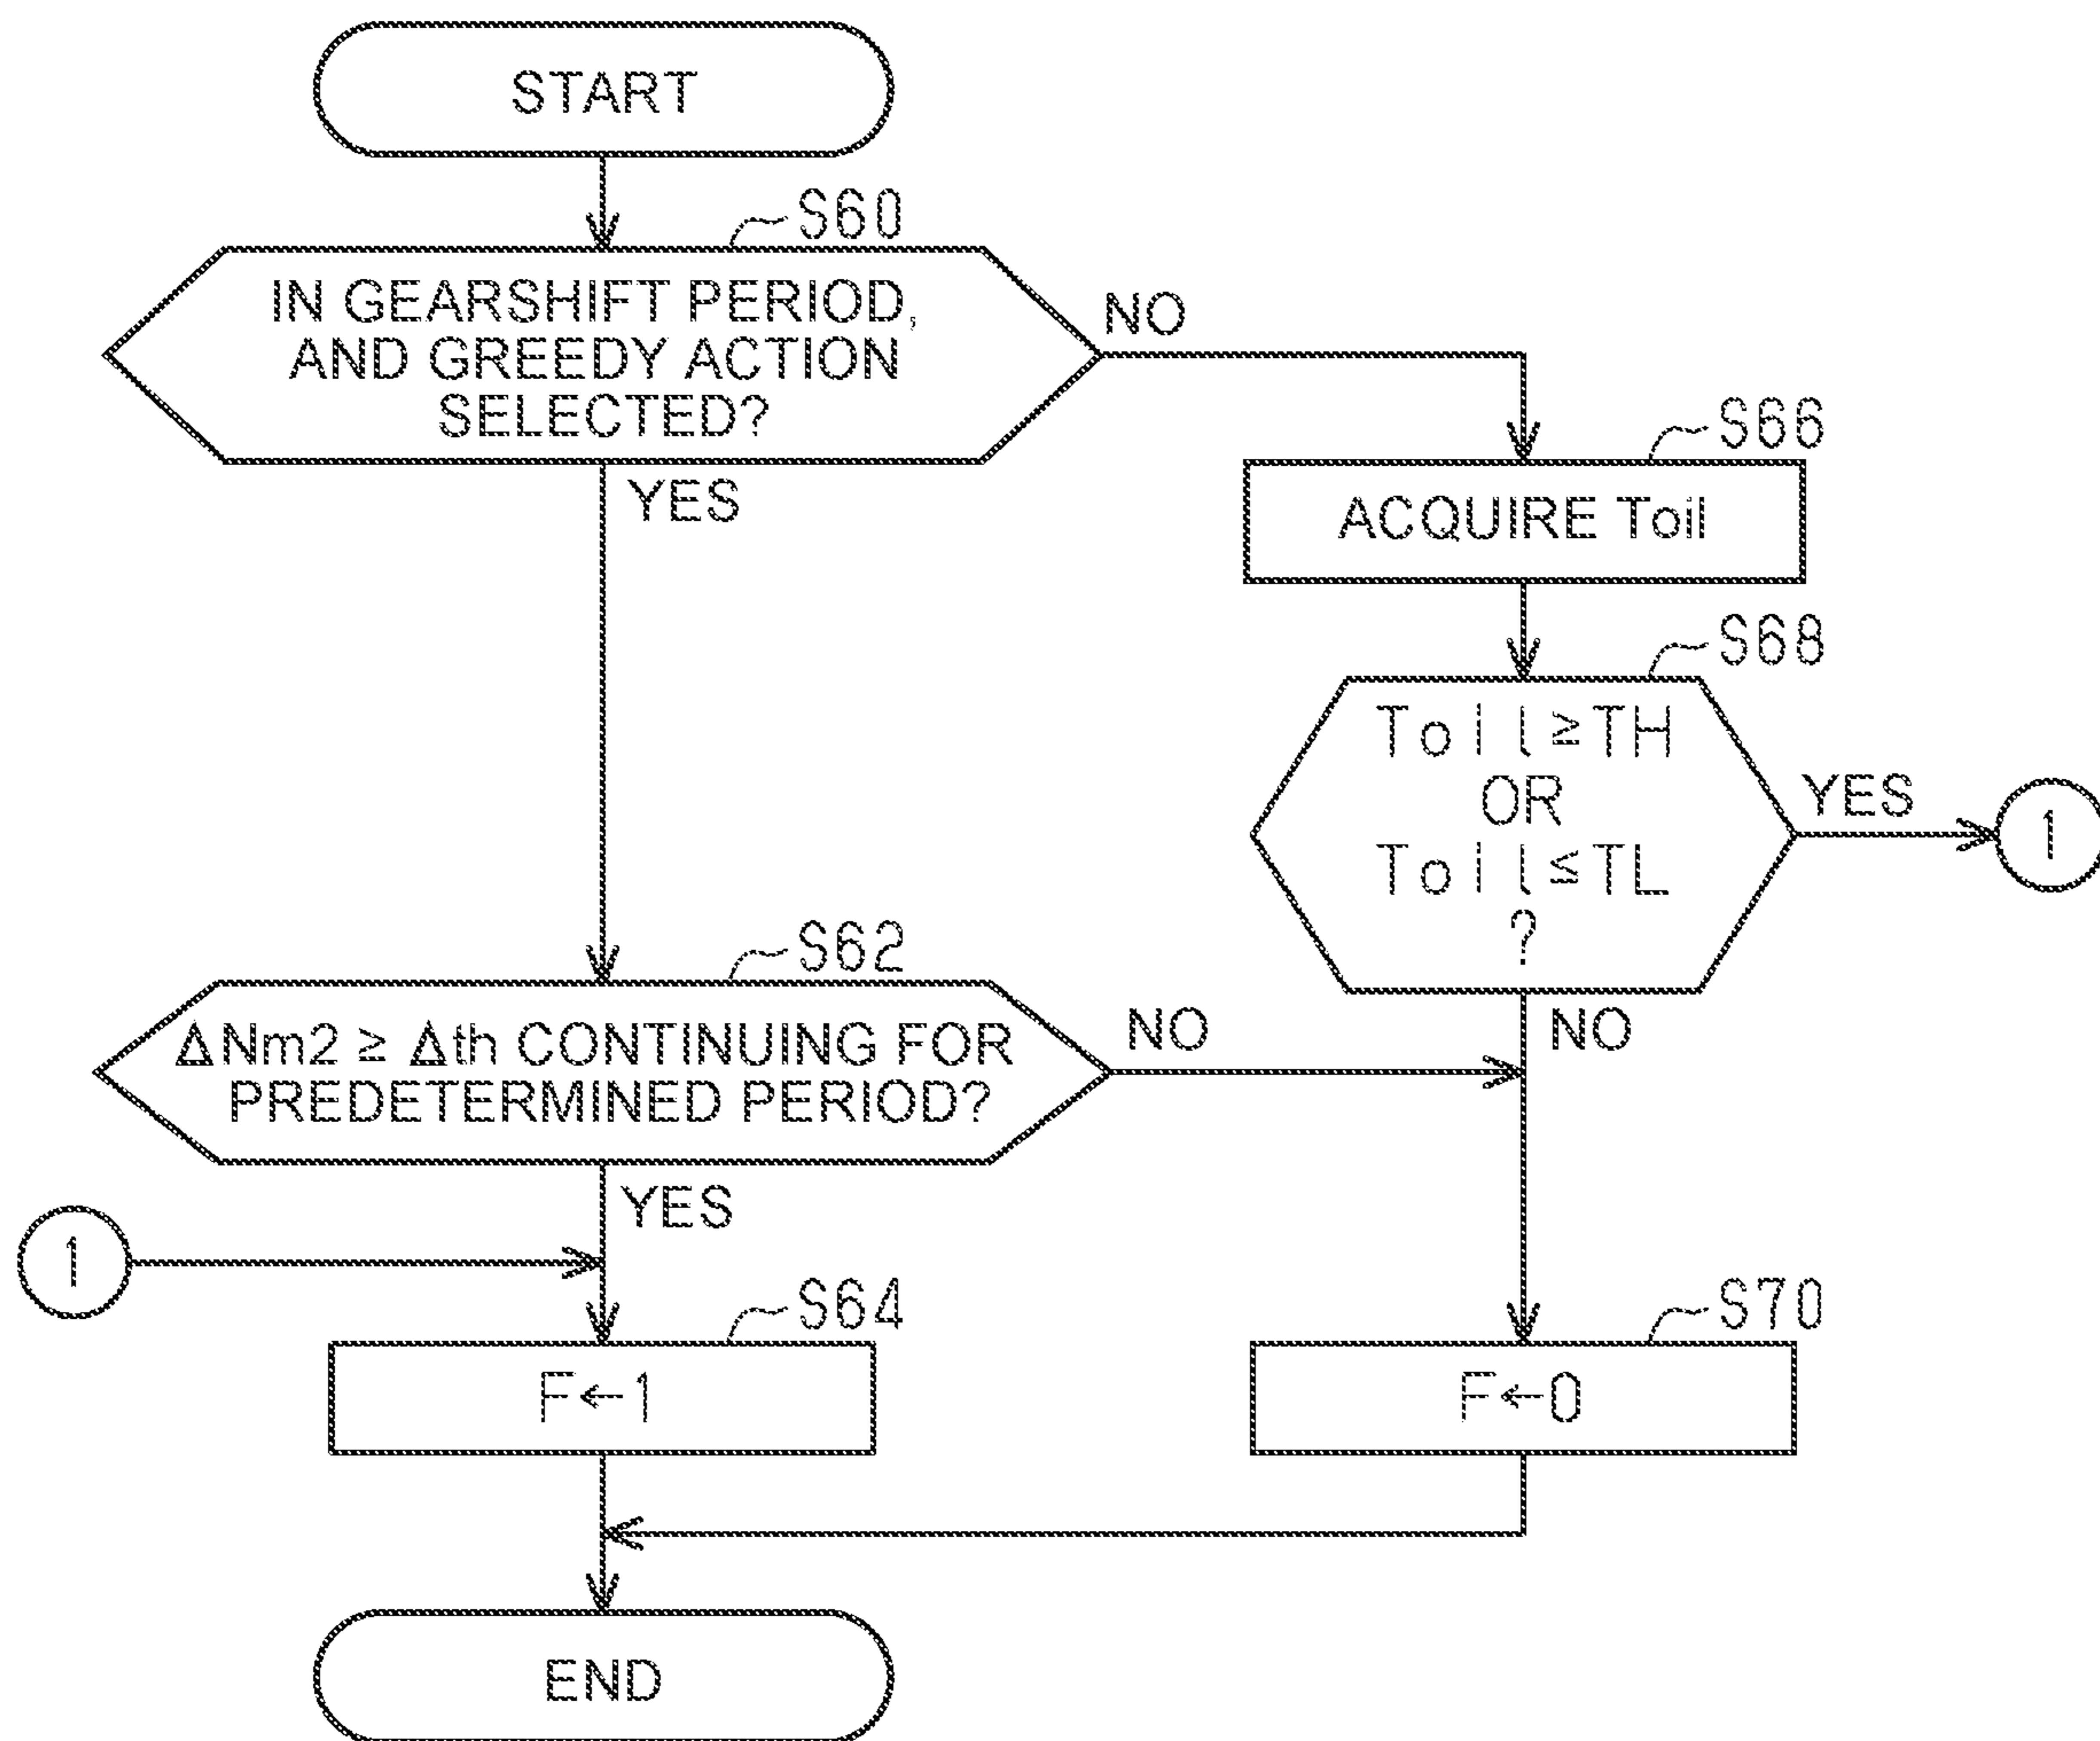 START
S60
IN GEARSHIFT PERIOD,
AND GREEDY ACTION
SELECTED?
NO
YES
S66
ACQUIRE Toil
S68
Toil ≥ TH
OR
Toil ≤ TL
?
YES
1
NO
S62
ΔNm2 ≥ Δth CONTINUING FOR
PREDETERMINED PERIOD?
NO
YES
1
S64
F←1
S70
F←0
END